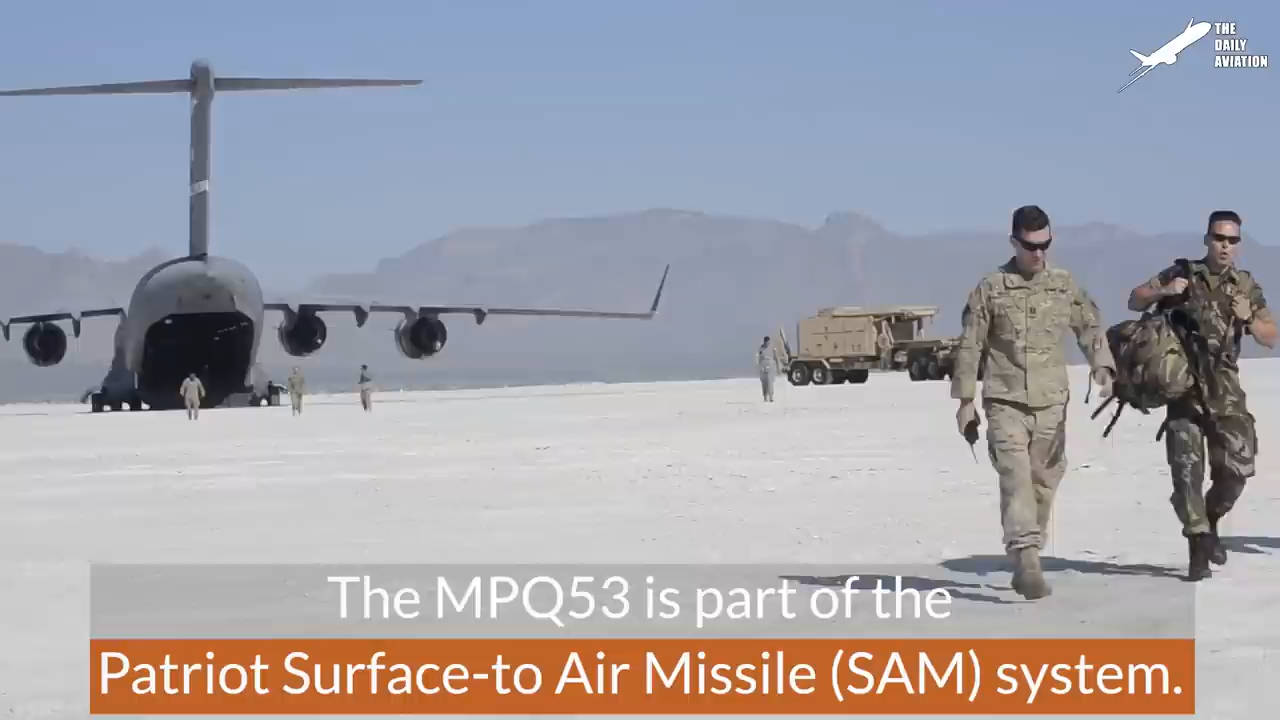 THE
DAILY
AVIATION
The MPQ53 is part of the
Patriot Surface-to Air Missile (SAM) system.